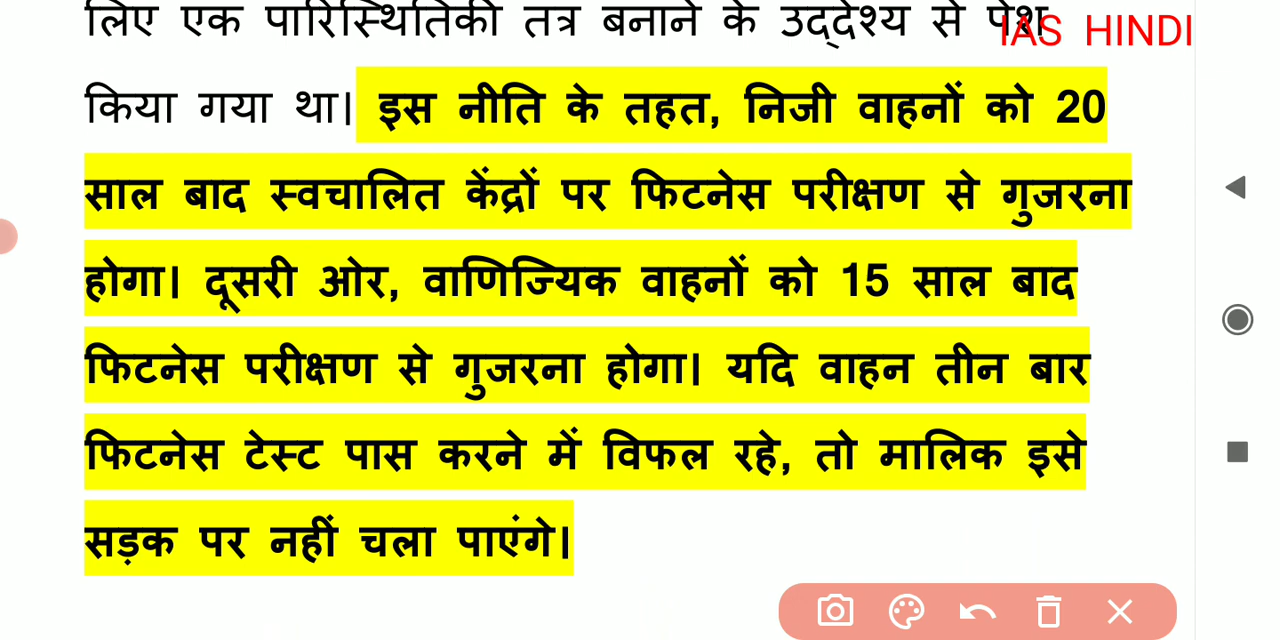 लिए एक पारिस्थितिकी तंत्र बनाने के उद्देश्य से पेश
IAS HINDI
किया गया था। इस नीति के तहत, निजी वाहनों को 20
साल बाद स्वचालित केंद्रों पर फिटनेस परीक्षण से गुजरना
होगा। दूसरी ओर, वाणिज्यिक वाहनों को 15 साल बाद
फिटनेस परीक्षण से गुजरना होगा। यदि वाहन तीन बार
फिटनेस टेस्ट पास करने में विफल रहे, तो मालिक इसे
सड़क पर नहीं चला पाएंगे।